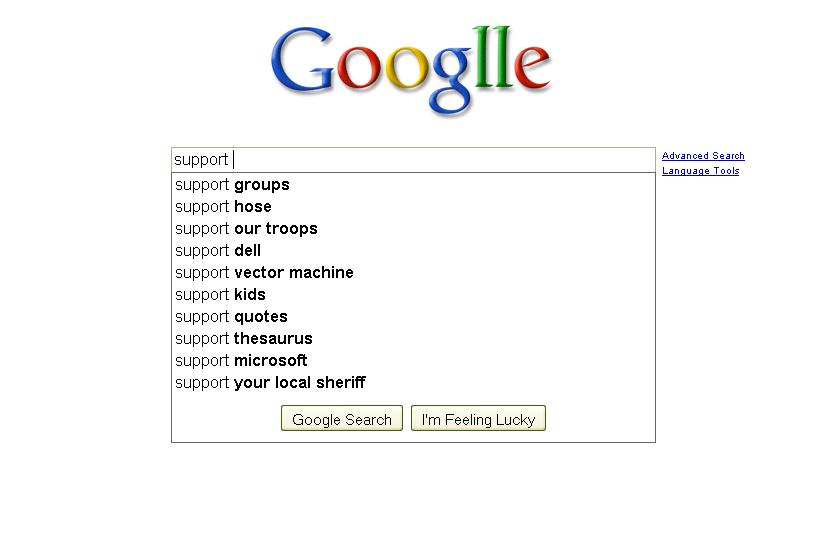 Googlle
support
Advanced Search
Language Tools
support groups
support hose
support our troops
support dell
support vector machine
support kids
support quotes
support thesaurus
support microsoft
support your local sheriff
Google Search
I'm Feeling Lucky